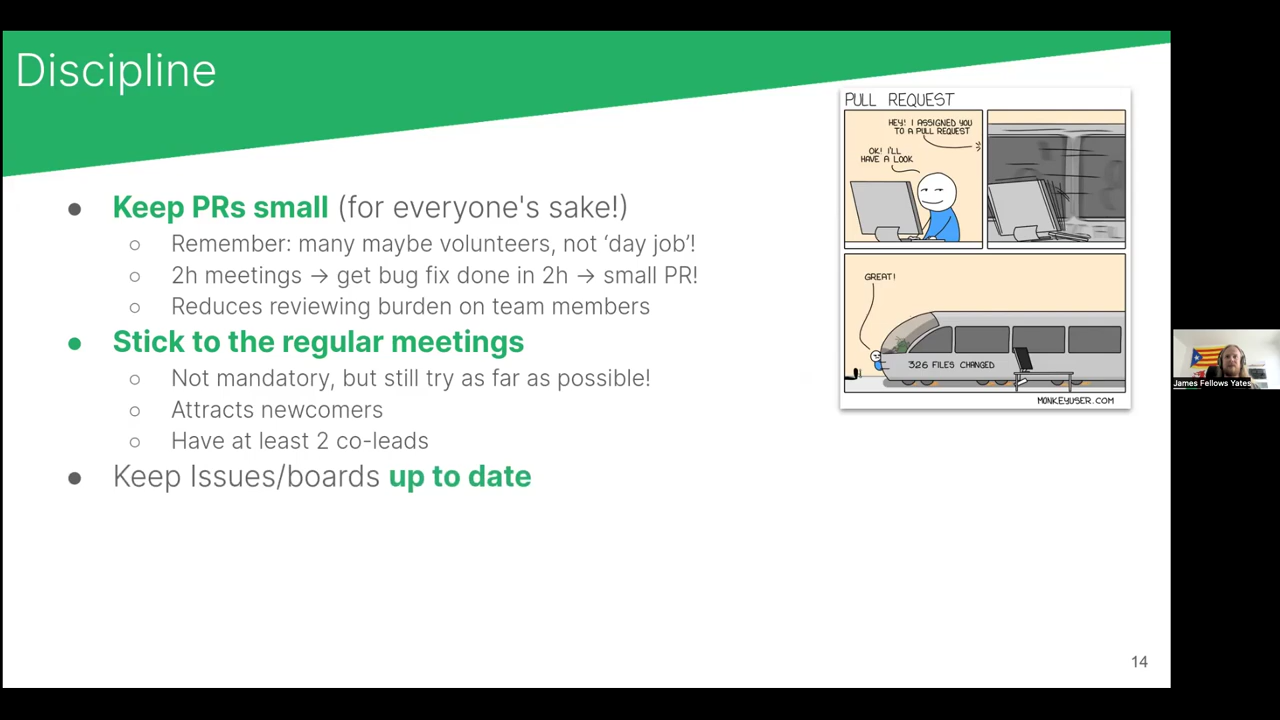 Discipline
Keep PRs small (for everyone's sake!)
Remember: many maybe volunteers, not ‘day job’!
2h meetings → get bug fix done in 2h → small PR!
Reduces reviewing burden on team members
Stick to the regular meetings
Not mandatory, but still try as far as possible!
Attracts newcomers
Have at least 2 co-leads
Keep Issues/boards up to date
PULL REQUEST
HEY! I ASSIGNED YOU
TO A PULL REQUEST
OK! I'LL
HAVE A LOOK
GREAT!
326 FILES CHANGED
MONKEYUSER.COM
14
James Fellows Yates